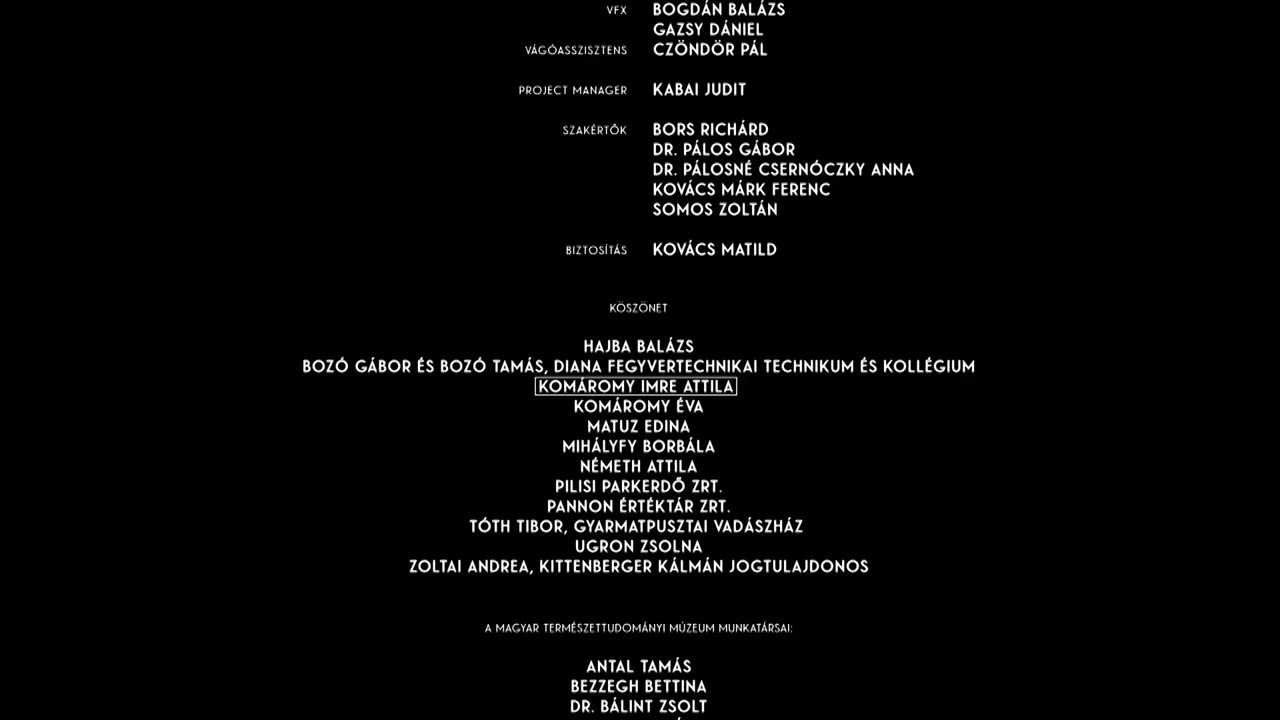 VFX BOGDÁN BALÁZS
GAZSY DÁNIEL
VÁGÓASSZISZTENS CZÖNDÖR PÁL
PROJECT MANAGER KABAI JUDIT
SZAKÉRTŐK BORS RICHÁRD
DR. PÁLOS GÁBOR
DR. PÁLOSNÉ CSERNÓCZKY ANNA
KOVÁCS MÁRK FERENC
SOMOS ZOLTÁN
BIZTOSÍTÁS KOVÁCS MATILD
KÖSZÖNET
HAJBA BALÁZS
BOZÓ GÁBOR ÉS BOZÓ TAMÁS, DIANA FEGYVERTECHNIKAI TECHNIKUM ÉS KOLLÉGIUM
KOMÁROMY IMRE ATTILA
KOMÁROMY ÉVA
MATUZ EDINA
MIHÁLYFY BORBÁLA
NÉMETH ATTILA
PILISI PARKERDŐ ZRT.
PANNON ÉRTÉKTÁR ZRT.
TÓTH TIBOR, GYARMATPUSZTAI VADÁSZHÁZ
UGRON ZSOLNA
ZOLTAI ANDREA, KITTENBERGER KÁLMÁN JOGTULAJDONOS
A MAGYAR TERMÉSZETTUDOMÁNYI MÚZEUM MUNKATÁRSAI:
ANTAL TAMÁS
BEZZEGH BETTINA
DR. BÁLINT ZSOLT